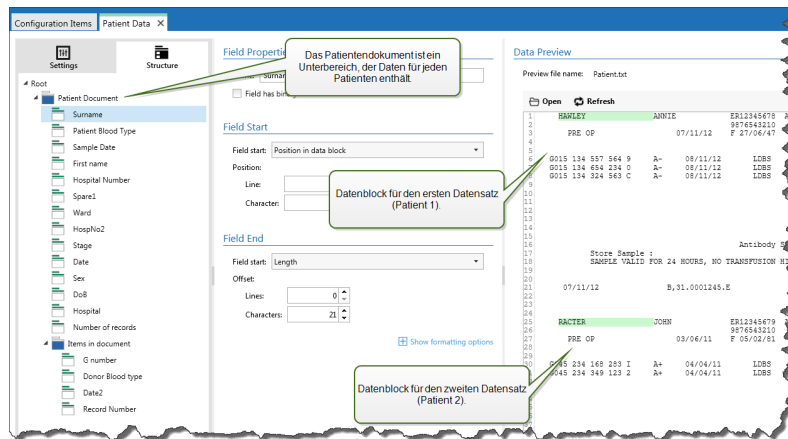 Configuration Items Patient Data
Settings
Structure
Root
Patient Document
Surname
Patient Blood Type
Sample Date
First name
Hospital Number
Spare1
Ward
HospNo2
Stage
Date
Sex
DoB
Hospital
Number of records
Items in document
G number
Donor Blood type
Date2
Record Number
Das Patientendokument ist ein
Unterbereich, der Daten für jeden
Patienten enthält.
Field has
Field Start
Field start: Position in data block
Position:
Line:
Character:
Datenblock für den ersten Datensatz
(Patient 1).
Field End
Field start: Length
Offset:
Lines: 0
Characters: 21
Show formatting options
Datenblock für den zweiten Datensatz
(Patient 2).
Data Preview
Preview file name: Patient.txt
Open Refresh
1 HAWLEY ANNIE ER12345678
2 9876543210
3 PRE OP 07/11/12 F 27/06/47
4
5
6 G015 134 557 564 9 A- 08/11/12 LDBS
7 G015 134 654 234 0 A- 08/11/12 LDBS
8 G015 134 324 563 C A- 08/11/12 LDBS
9
10
11
12
13
14
15
16 Antibody
17 Store Sample :
18 SAMPLE VALID FOR 24 HOURS, NO TRANSFUSION
19
20
21 07/11/12 B,31.0001245.E
22
23
24
25 RACTER JOHN ER12345679
26 9876543210
27 PRE OP 03/06/11 F 05/02/81
28
29
30 G045 234 168 283 I A+ 04/04/11 LDBS
G045 234 349 123 2 A+ 04/04/11 LDBS